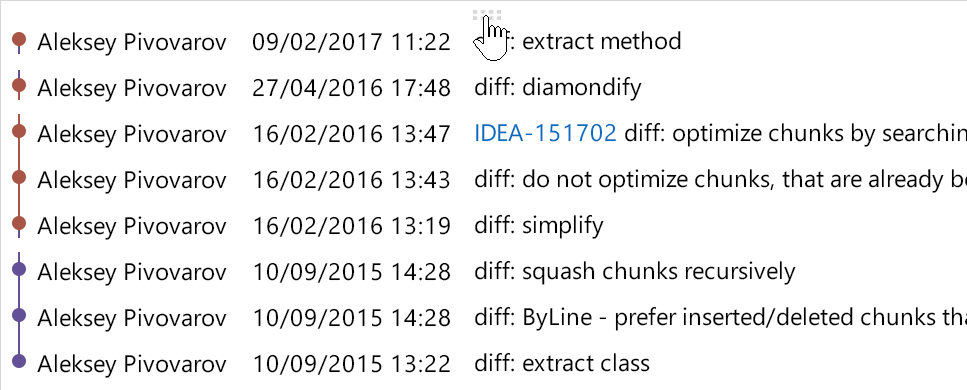 Aleksey Pivovarov 09/02/2017 11:22 : extract method
Aleksey Pivovarov 27/04/2016 17:48 diff: diamondify
Aleksey Pivovarov 16/02/2016 13:47 IDEA-151702 diff: optimize chunks by searchin
Aleksey Pivovarov 16/02/2016 13:43 diff: do not optimize chunks, that are already be
Aleksey Pivovarov 16/02/2016 13:19 diff: simplify
Aleksey Pivovarov 10/09/2015 14:28 diff: squash chunks recursively
Aleksey Pivovarov 10/09/2015 14:28 diff: ByLine - prefer inserted/deleted chunks tha
Aleksey Pivovarov 10/09/2015 13:22 diff: extract class